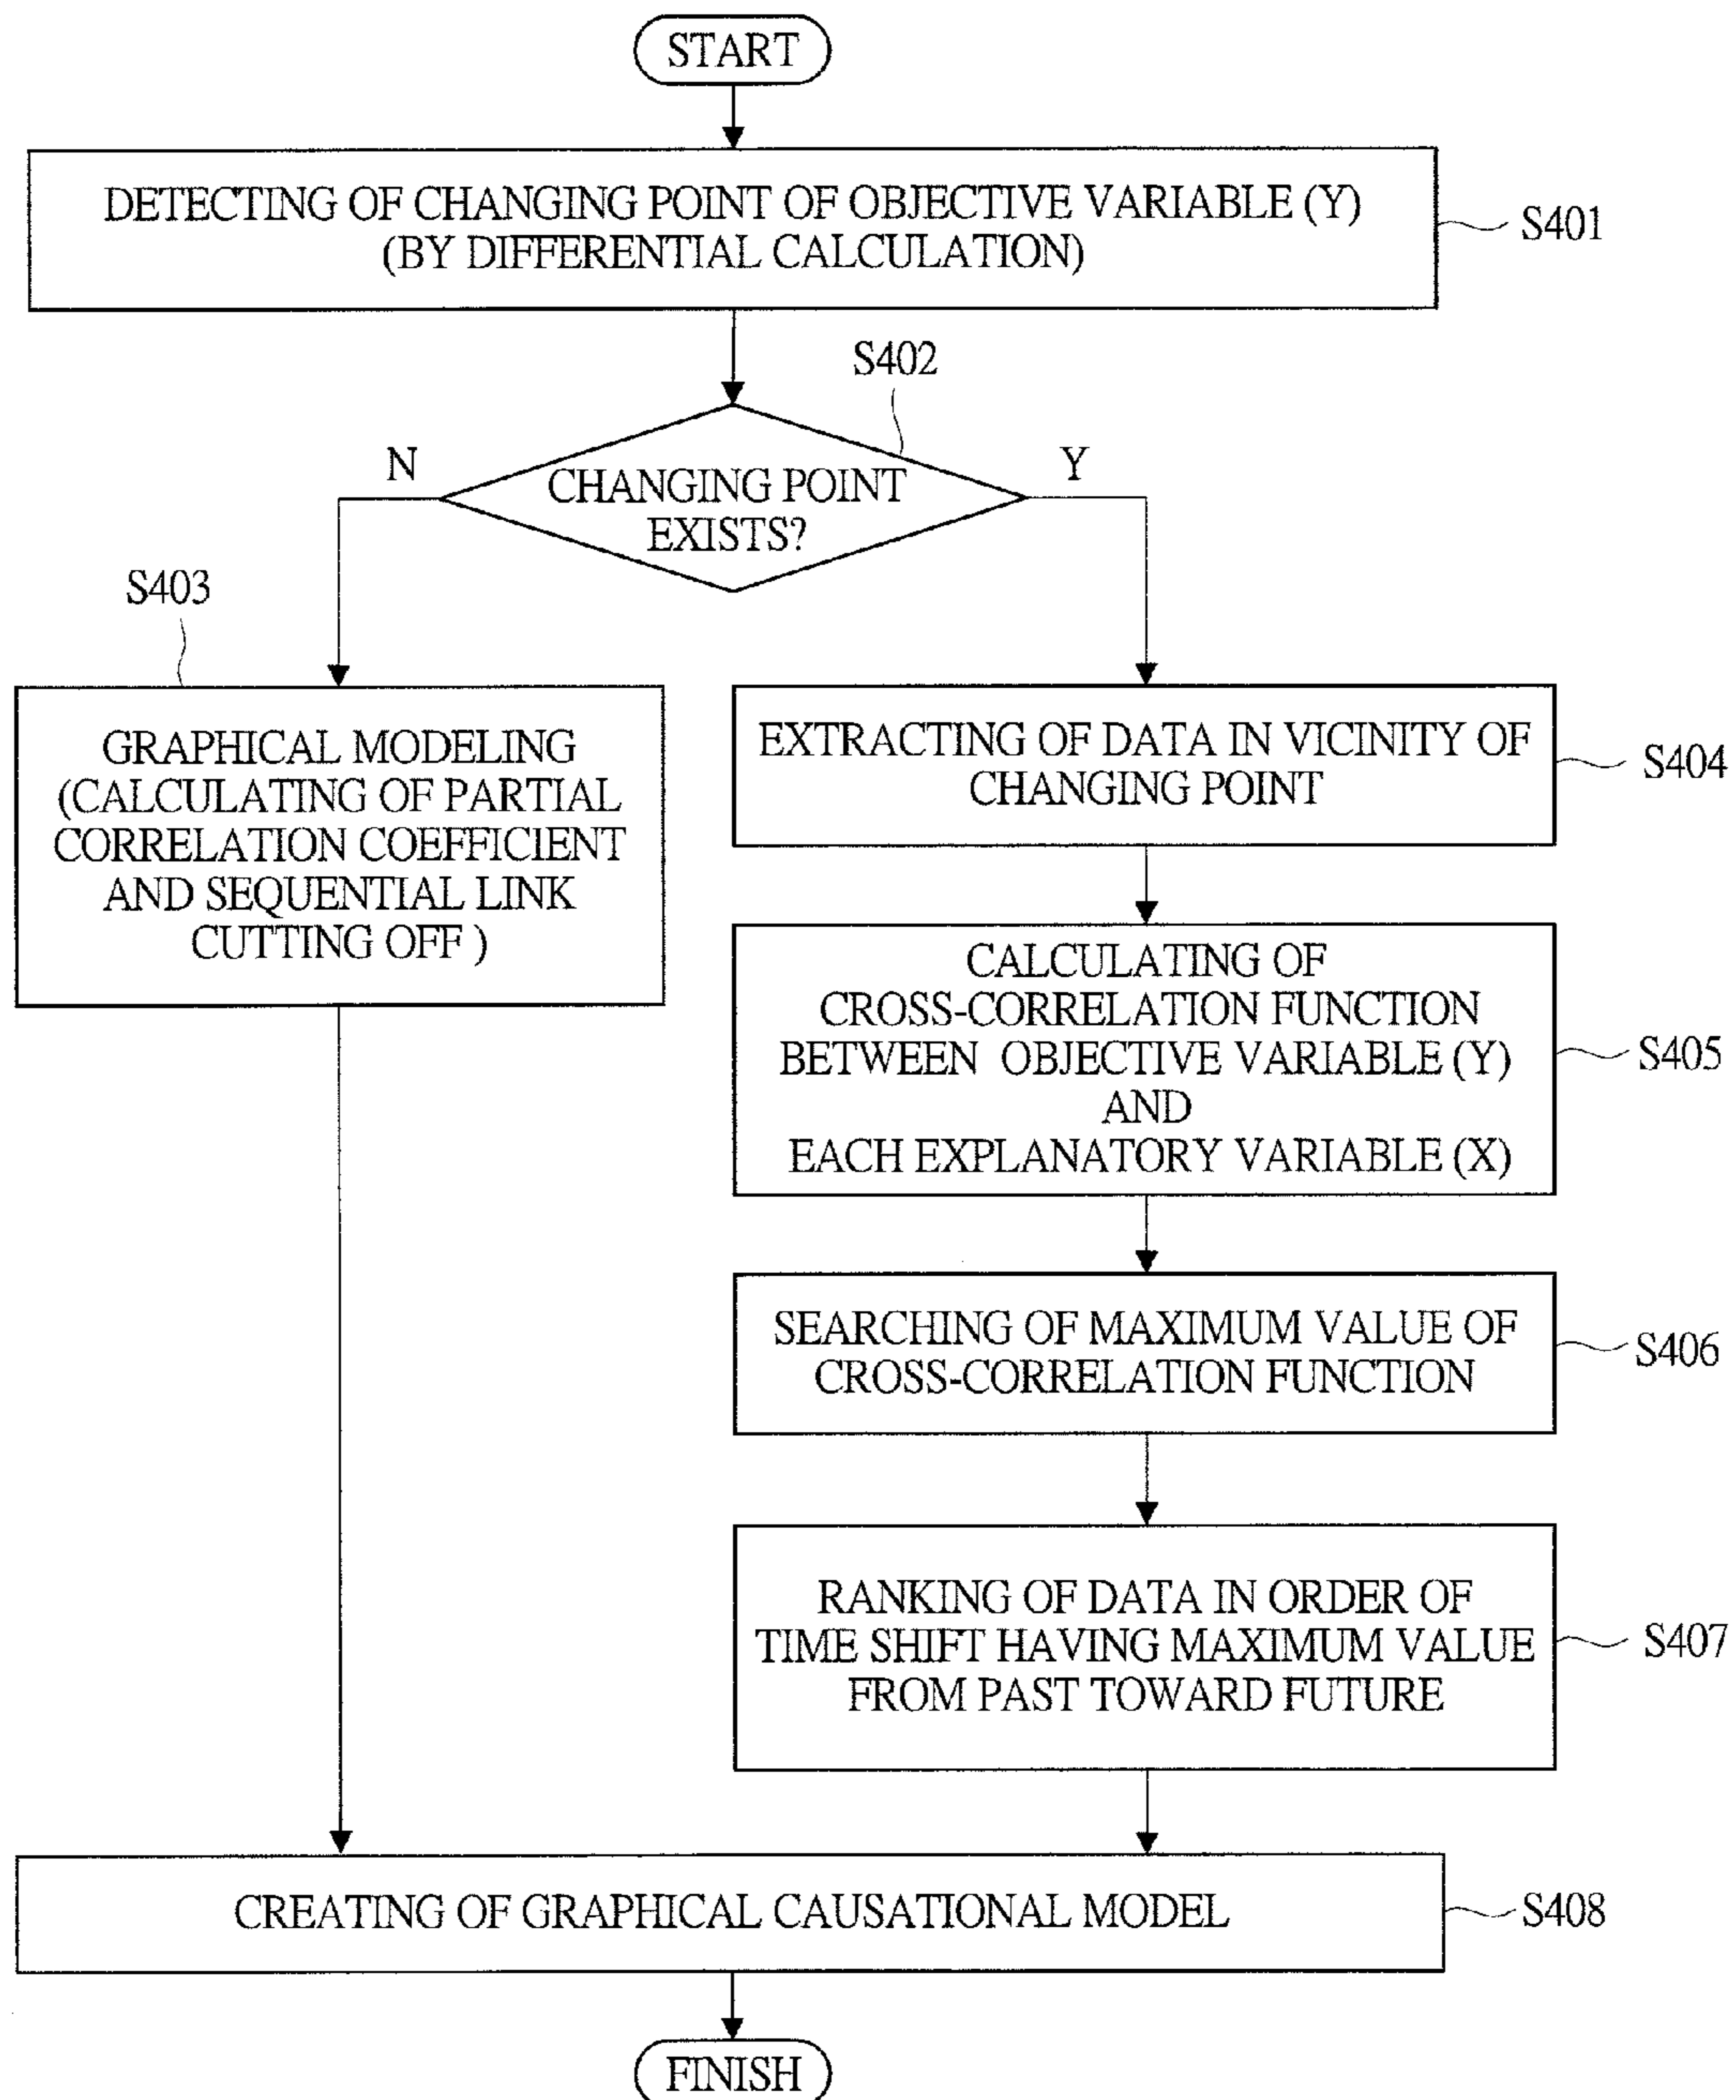 START
DETECTING OF CHANGING POINT OF OBJECTIVE VARIABLE (Y)
(BY DIFFERENTIAL CALCULATION)
S401
S402
N
Y
CHANGING POINT
EXISTS?
S403
GRAPHICAL MODELING
(CALCULATING OF PARTIAL
CORRELATION COEFFICIENT
AND SEQUENTIAL LINK
CUTTING OFF )
EXTRACTING OF DATA IN VICINITY OF
CHANGING POINT
S404
CALCULATING OF
CROSS-CORRELATION FUNCTION
BETWEEN OBJECTIVE VARIABLE (Y)
AND
EACH EXPLANATORY VARIABLE (X)
S405
SEARCHING OF MAXIMUM VALUE OF
CROSS-CORRELATION FUNCTION
S406
RANKING OF DATA IN ORDER OF
TIME SHIFT HAVING MAXIMUM VALUE
FROM PAST TOWARD FUTURE
S407
CREATING OF GRAPHICAL CAUSATIONAL MODEL
S408
FINISH